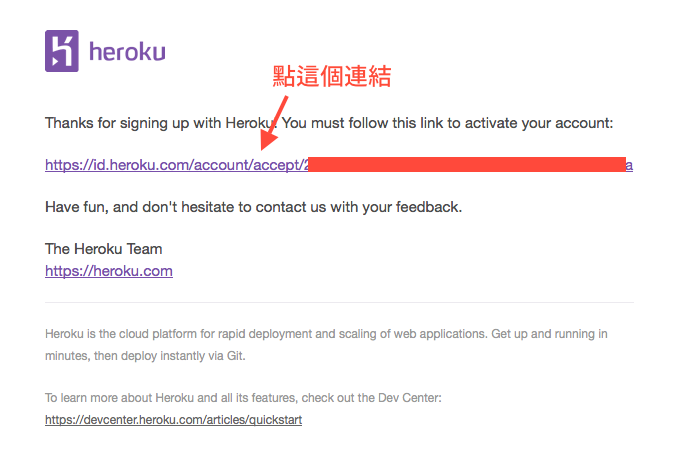 heroku
點這個連結
Thanks for signing up with Heroku. You must follow this link to activate your account:
https://id.heroku.com/account/accept/2 a
Have fun, and don't hesitate to contact us with your feedback.
The Heroku Team
https://heroku.com
Heroku is the cloud platform for rapid deployment and scaling of web applications. Get up and running in
minutes, then deploy instantly via Git.
To learn more about Heroku and all its features, check out the Dev Center:
https://devcenter.heroku.com/articles/quickstart